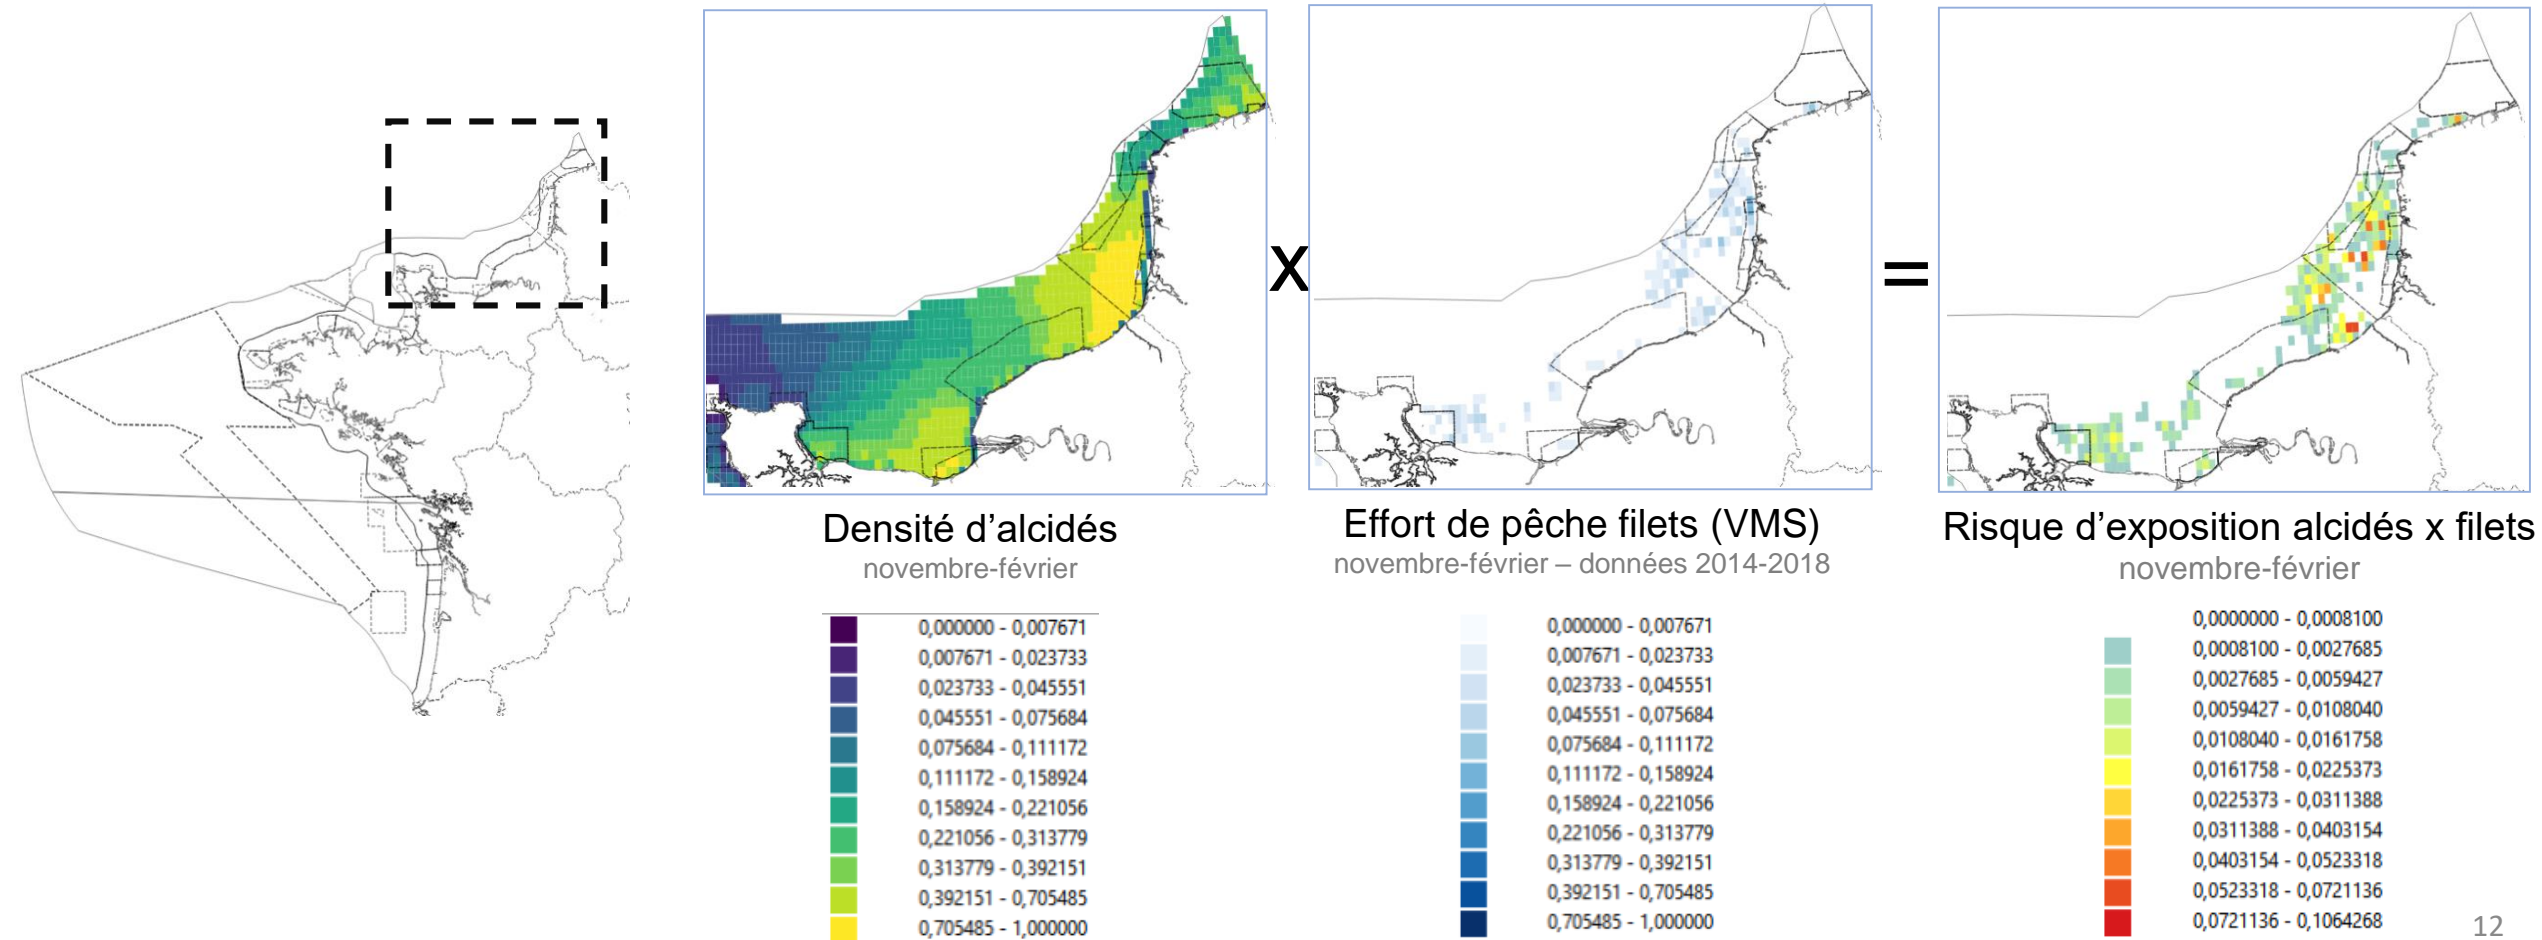 x
=
Densité d'alcidés
novembre-février
0,000000 - 0,007671
0,007671 - 0,023733
0,023733 - 0,045551
0,045551 - 0,075684
0,075684 - 0,111172
0,111172 - 0,158924
0,158924 - 0,221056
0,221056 - 0,313779
0,313779 - 0,392151
0,392151 - 0,705485
0,705485 - 1,000000
Effort de pêche filets (VMS)
novembre-février – données 2014-2018
0,000000 - 0,007671
0,007671 - 0,023733
0,023733 - 0,045551
0,045551 - 0,075684
0,075684 - 0,111172
0,111172 - 0,158924
0,158924 - 0,221056
0,221056 - 0,313779
0,313779 - 0,392151
0,392151 - 0,705485
0,705485 - 1,000000
Risque d'exposition alcidés x filets
novembre-février
0,0000000 - 0,0008100
0,0008100 - 0,0027685
0,0027685 - 0,0059427
0,0059427 - 0,0108040
0,0108040 - 0,0161758
0,0161758 - 0,0225373
0,0225373 - 0,0311388
0,0311388 - 0,0403154
0,0403154 - 0,0523318
0,0523318 - 0,0721136
0,0721136 - 0,1064268
12